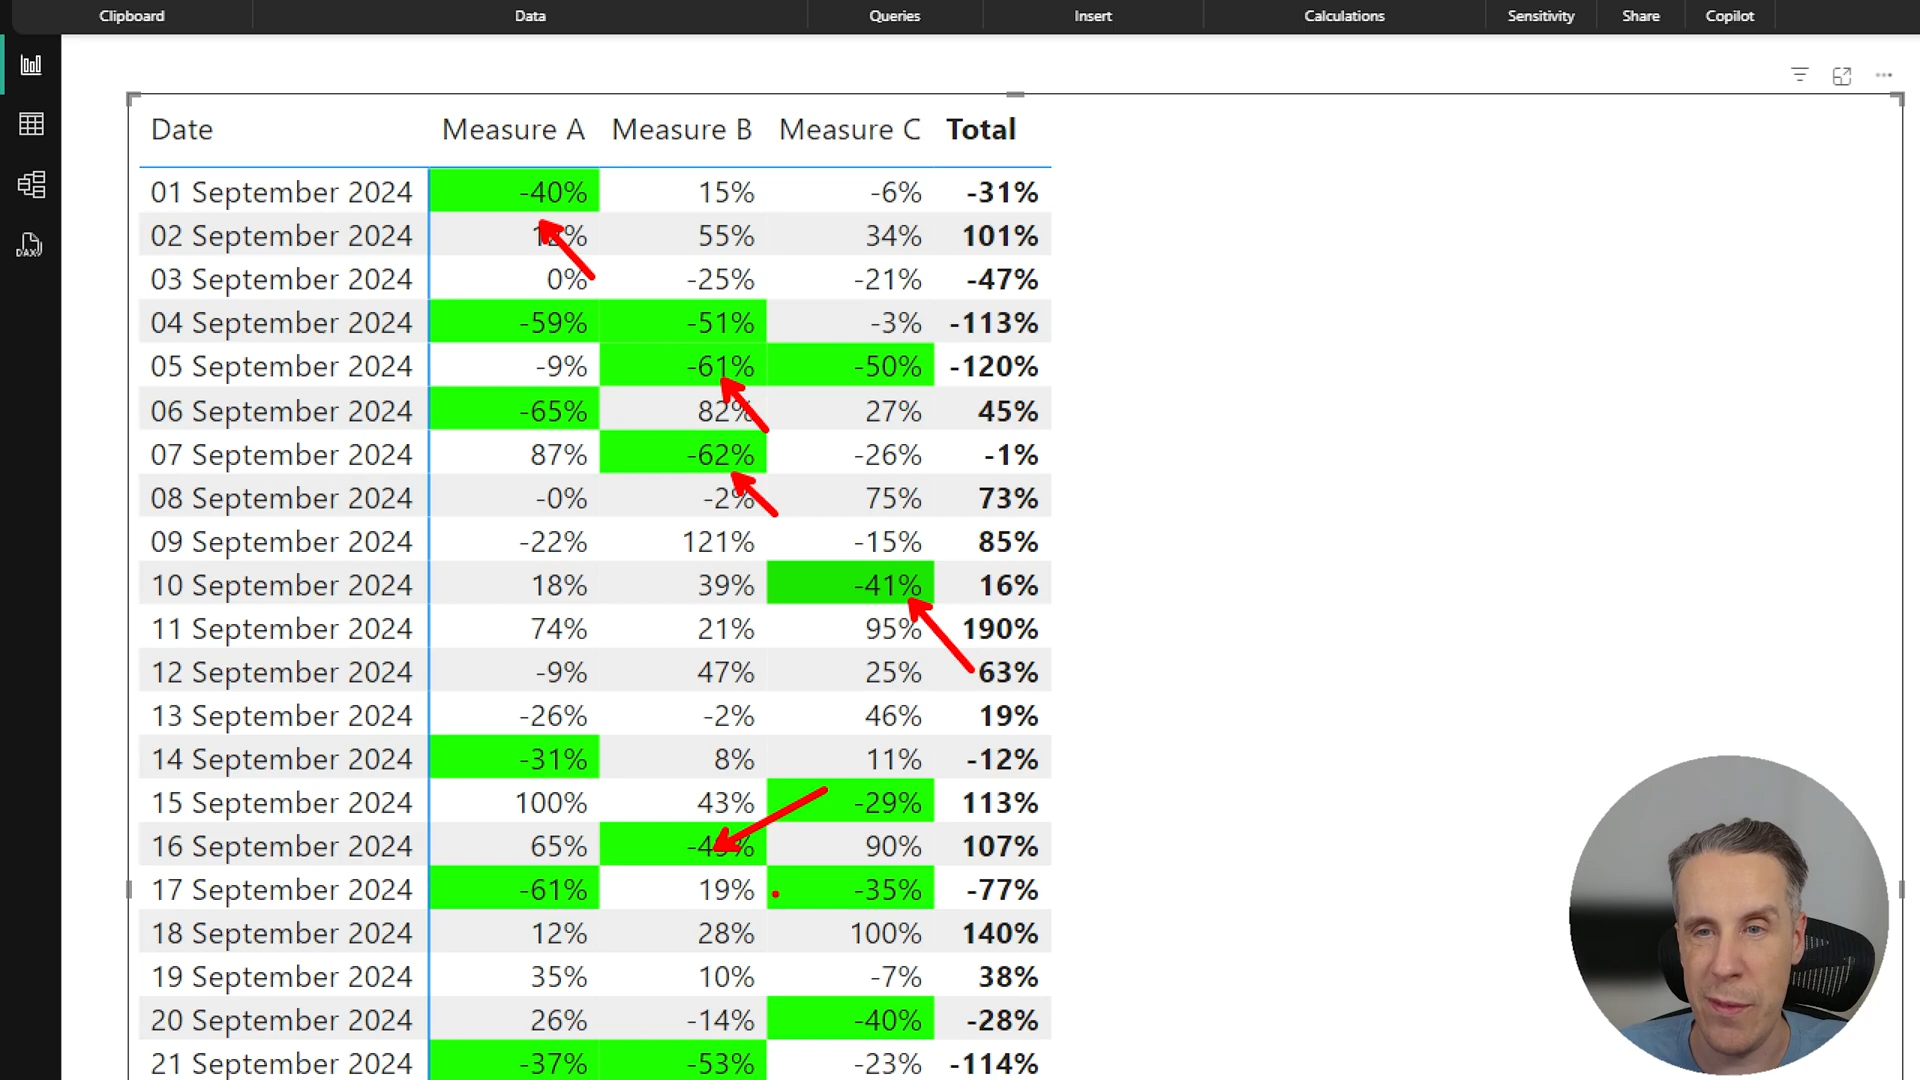 Clipboard Data Queries Insert Calculations Sensitivity Share Copilot
DAX
Date Measure A Measure B Measure C Total
01 September 2024 -40% 15% -6% -31%
02 September 2024 55% 34% 101%
03 September 2024 0% -25% -21% -47%
04 September 2024 -59% -51% -3% -113%
05 September 2024 -9% -61% -50% -120%
06 September 2024 -65% 82% 27% 45%
07 September 2024 87% -62% -26% -1%
08 September 2024 -0% -2% 75% 73%
09 September 2024 -22% 121% -15% 85%
10 September 2024 18% 39% -41% 16%
11 September 2024 74% 21% 95% 190%
12 September 2024 -9% 47% 25% 63%
13 September 2024 -26% -2% 46% 19%
14 September 2024 -31% 8% 11% -12%
15 September 2024 100% 43% -29% 113%
16 September 2024 65% 90% 107%
17 September 2024 -61% 19% -35% -77%
18 September 2024 12% 28% 100% 140%
19 September 2024 35% 10% -7% 38%
20 September 2024 26% -14% -40% -28%
21 September 2024 -37% -53% -23% -114%